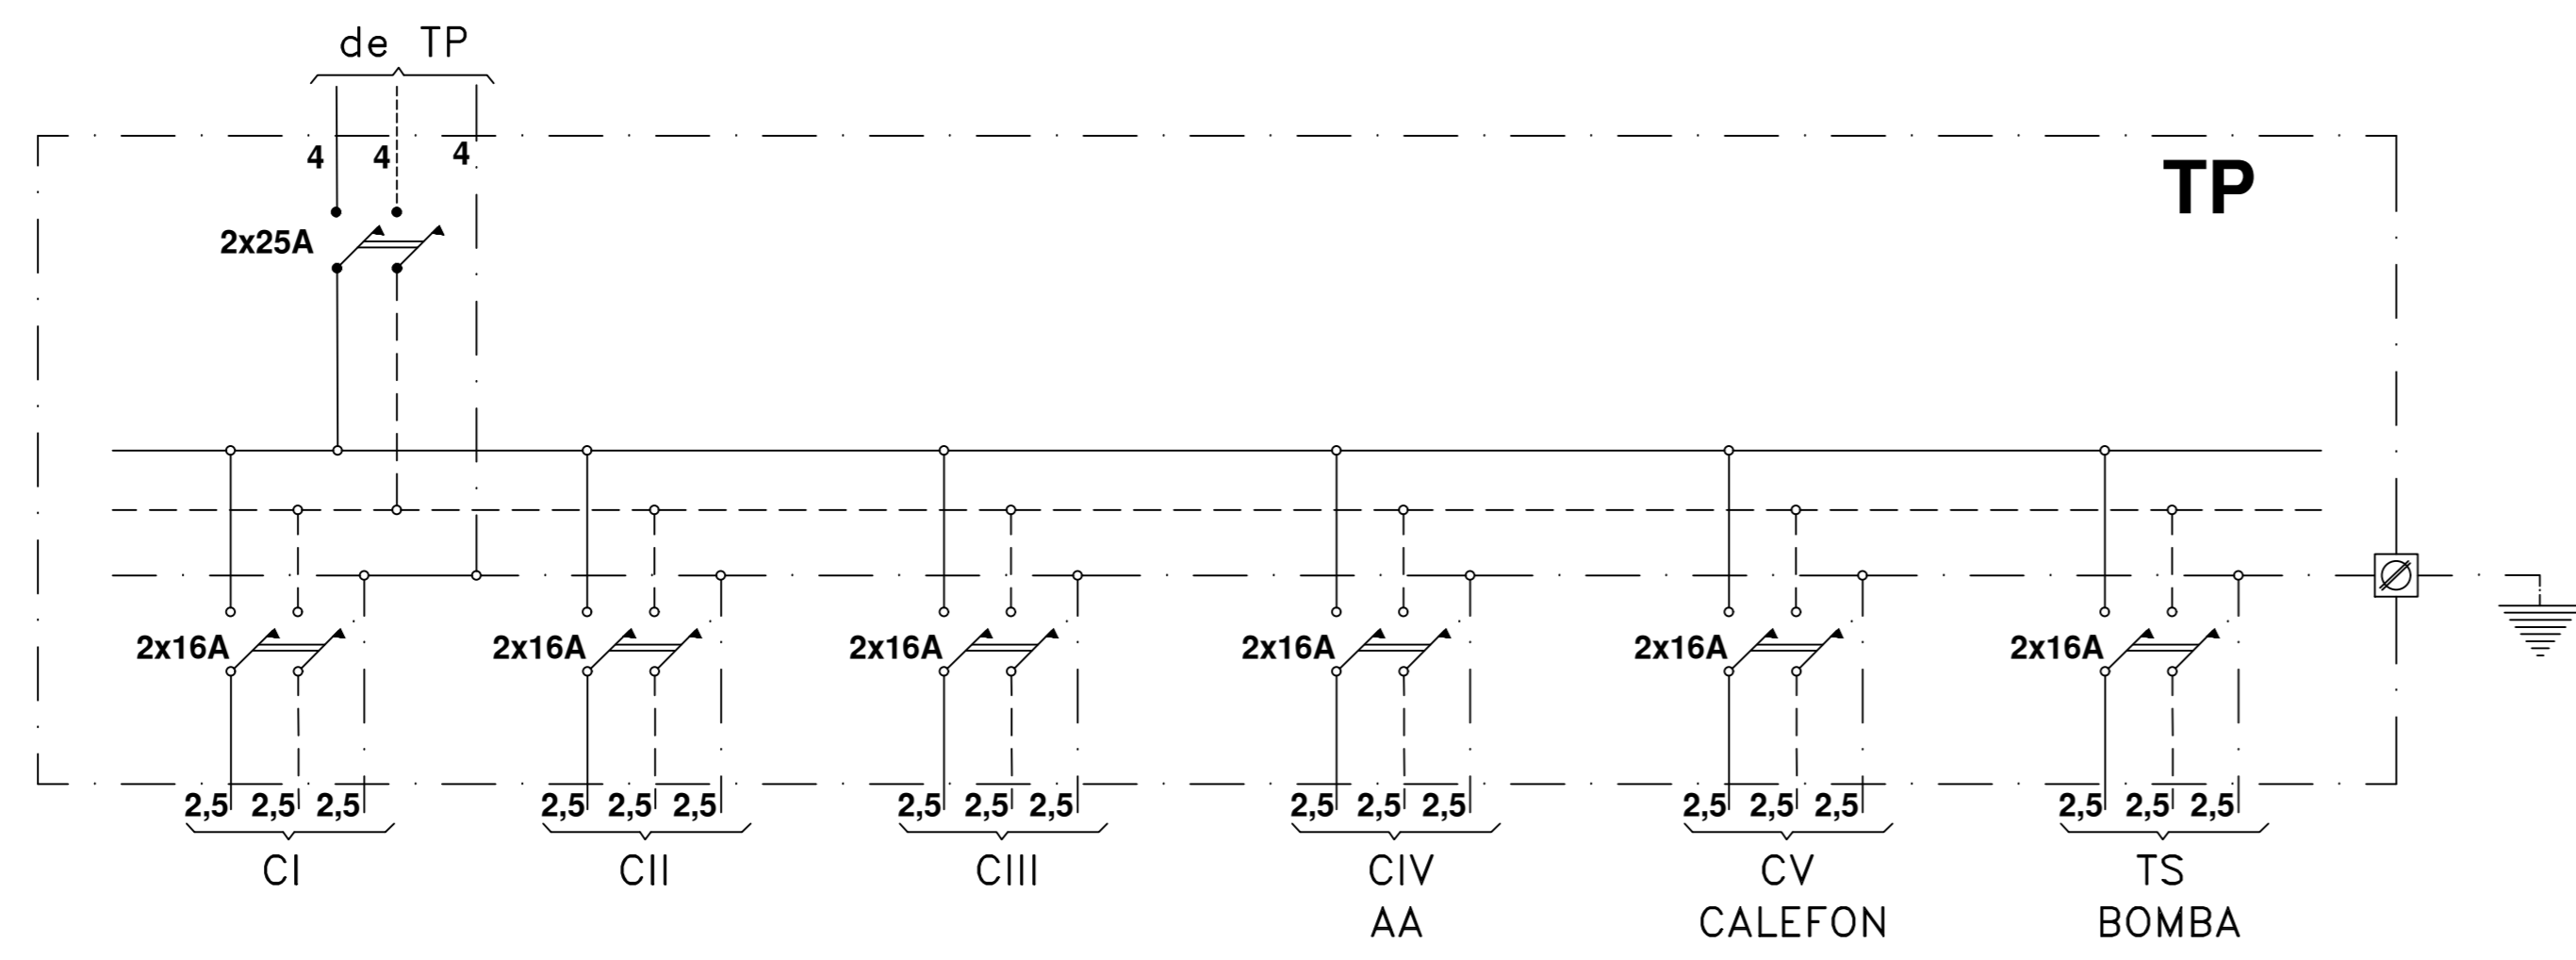 de TP
4 4 4
TP
2x25A
2x16A 2x16A 2x16A 2x16A 2x16A 2x16A
2,5 2,5 2,5 2,5 2,5 2,5 2,5 2,5 2,5 2,5 2,5 2,5 2,5 2,5 2,5 2,5 2,5 2,5
CI CII CIII CIV CV TS
AA CALEFON BOMBA